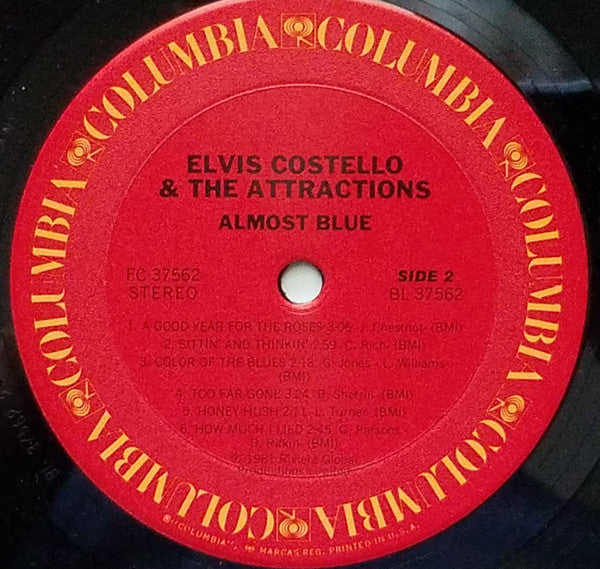 COLUMBIA COLUMBIA COLUMBIA COLUMBIA COLUMBIA COLUMBIA
ELVIS COSTELLO
& THE ATTRACTIONS
ALMOST BLUE
FC 37562
STEREO
SIDE 2
BL 37562
1. A GOOD YEAR FOR THE ROSES 3:06 -J. Chestnut- (BMI)
2. SITTIN' AND THINKIN' 2:59 -C. Rich- (BMI)
3. COLOR OF THE BLUES 2:18 -G. Jones - L. Williams-
(BMI)
4. TOO FAR GONE 3:24 -B. Sherrill- (BMI)
5. HONEY HUSH 2:11 -L. Turner- (BMI)
6. HOW MUCH I LIED 2:45 -G. Parsons -
D. Rifkin- (BMI)
℗ 1981 Riviera Global
Productions
"COLUMBIA", MARCAS REG. PRINTED IN U.S.A.